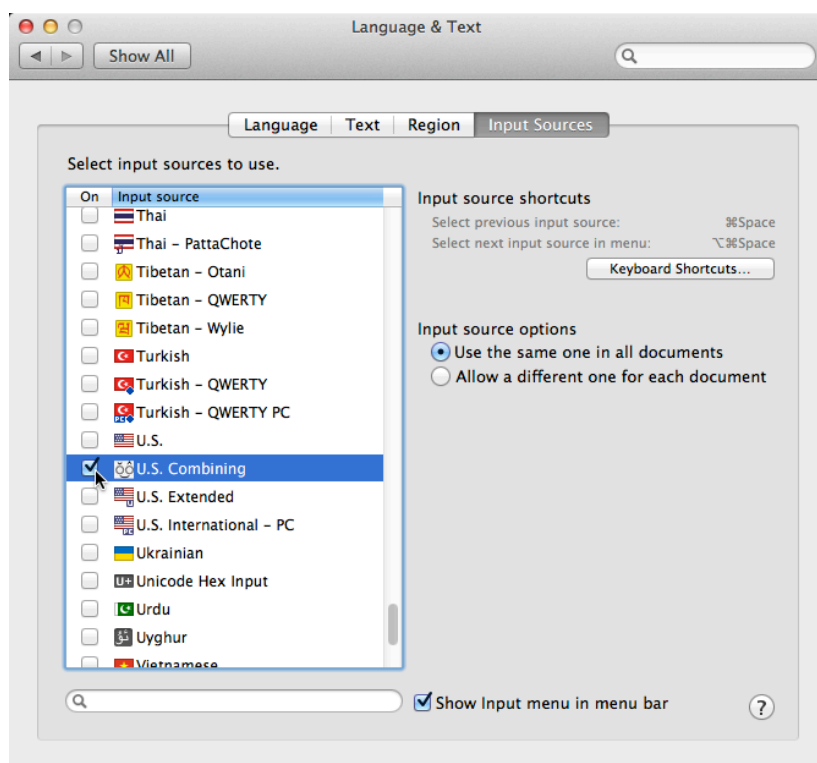 Language & Text
Show All
Language Text Region Input Sources
Select input sources to use.
On Input source
Thai
Thai – PattaChote
Tibetan – Otani
Tibetan – QWERTY
Tibetan – Wylie
Turkish
Turkish – QWERTY
Turkish – QWERTY PC
U.S.
U.S. Combining
U.S. Extended
U.S. International – PC
Ukrainian
U+ Unicode Hex Input
Urdu
Uyghur
Vietnamese
Input source shortcuts
Select previous input source: ⌘Space
Select next input source in menu: ⌥⌘Space
Keyboard Shortcuts...
Input source options
Use the same one in all documents
Allow a different one for each document
Show Input menu in menu bar
?